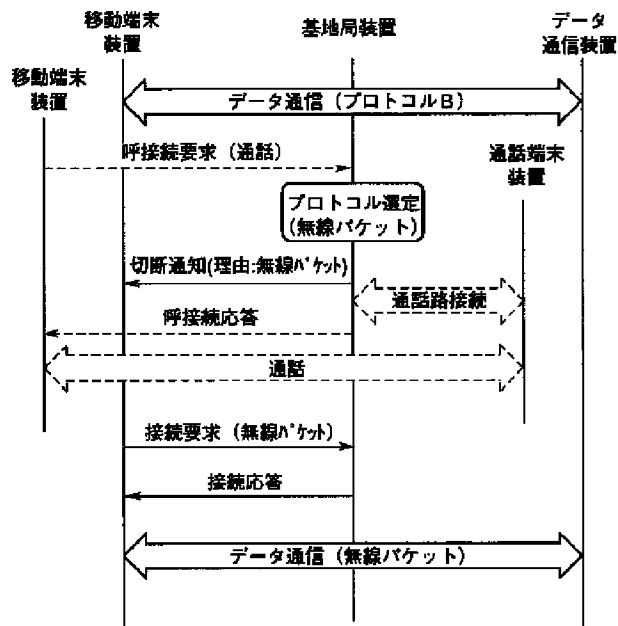 移動端末
装置
基地局装置
データ
通信装置
移動端末
装置
データ通信（プロトコルB）
呼接続要求（通話）
通話端末
装置
プロトコル選定
(無線パケット)
切断通知(理由:無線ﾊﾟｹｯﾄ)
通話路接続
呼接続応答
通話
接続要求（無線ﾊﾟｹｯﾄ)
接続応答
データ通信（無線パケット）